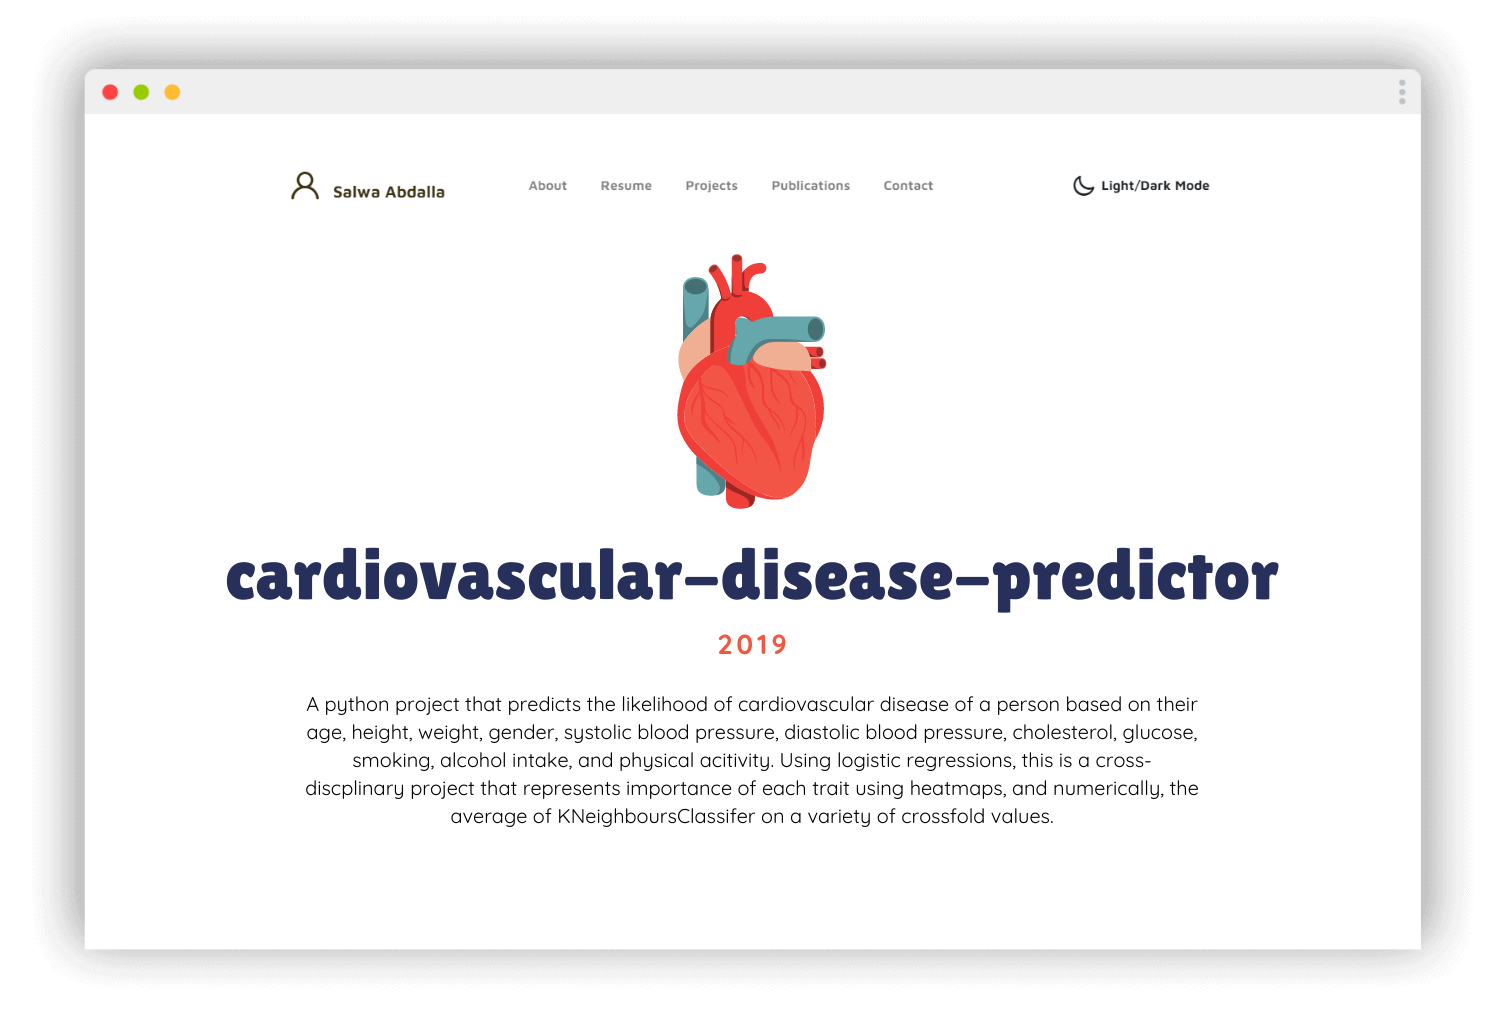 Salwa Abdalla
About Resume Projects Publications Contact
Light/Dark Mode
cardiovascular-disease-predictor
2019
A python project that predicts the likelihood of cardiovascular disease of a person based on their
age, height, weight, gender, systolic blood pressure, diastolic blood pressure, cholesterol, glucose,
smoking, alcohol intake, and physical acitivity. Using logistic regressions, this is a cross-
discplinary project that represents importance of each trait using heatmaps, and numerically, the
average of KNeighboursClassifer on a variety of crossfold values.